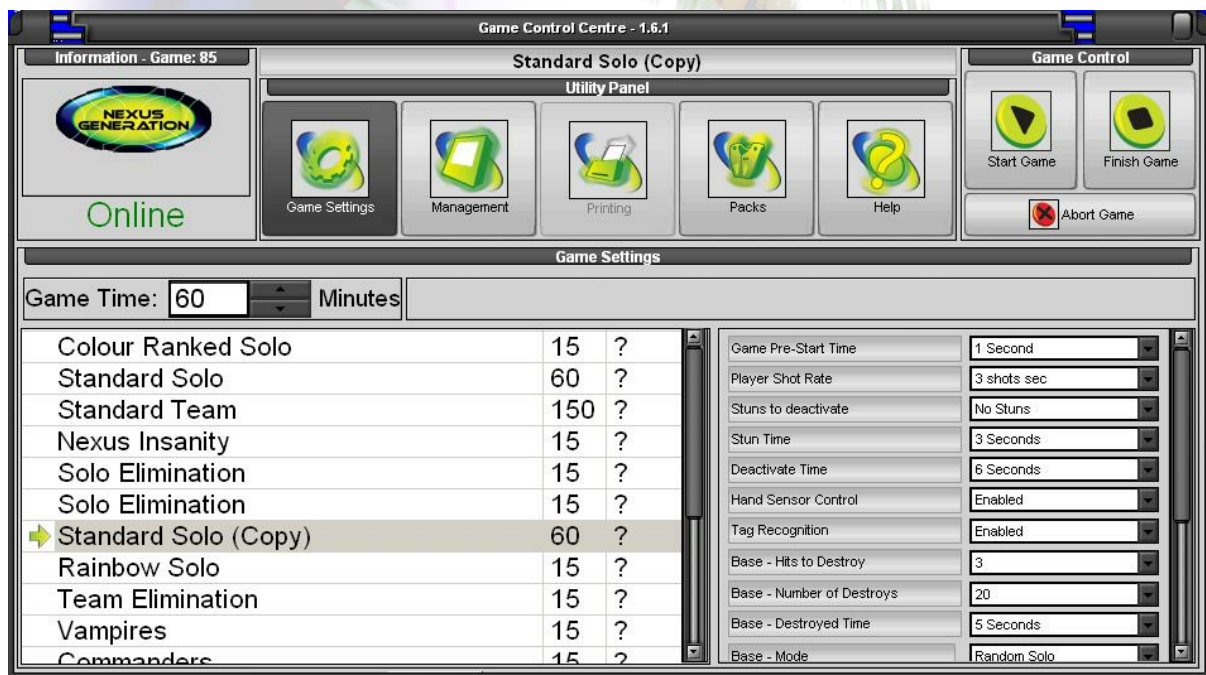 Game Control Centre - 1.6.1
Information - Game: 85
Standard Solo (Copy)
Game Control
Utility Panel
NEXUS
GENERATION
Online
Game Settings
Management
Printing
Packs
Help
Start Game
Finish Game
Abort Game
Game Settings
Game Time: 60 Minutes
Colour Ranked Solo 15 ?
Standard Solo 60 ?
Standard Team 150 ?
Nexus Insanity 15 ?
Solo Elimination 15 ?
Solo Elimination 15 ?
Standard Solo (Copy) 60 ?
Rainbow Solo 15 ?
Team Elimination 15 ?
Vampires 15 ?
Commanders 15 ?
Game Pre-Start Time 1 Second
Player Shot Rate 3 shots sec
Stuns to deactivate No Stuns
Stun Time 3 Seconds
Deactivate Time 6 Seconds
Hand Sensor Control Enabled
Tag Recognition Enabled
Base - Hits to Destroy 3
Base - Number of Destroys 20
Base - Destroyed Time 5 Seconds
Base - Mode Random Solo